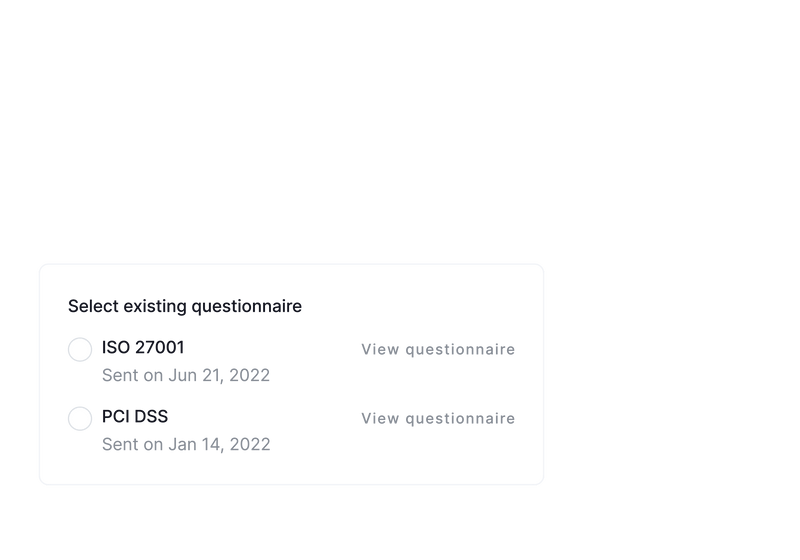 Select existing questionnaire
ISO 27001
View questionnaire
Sent on Jun 21, 2022
PCI DSS
View questionnaire
Sent on Jan 14, 2022